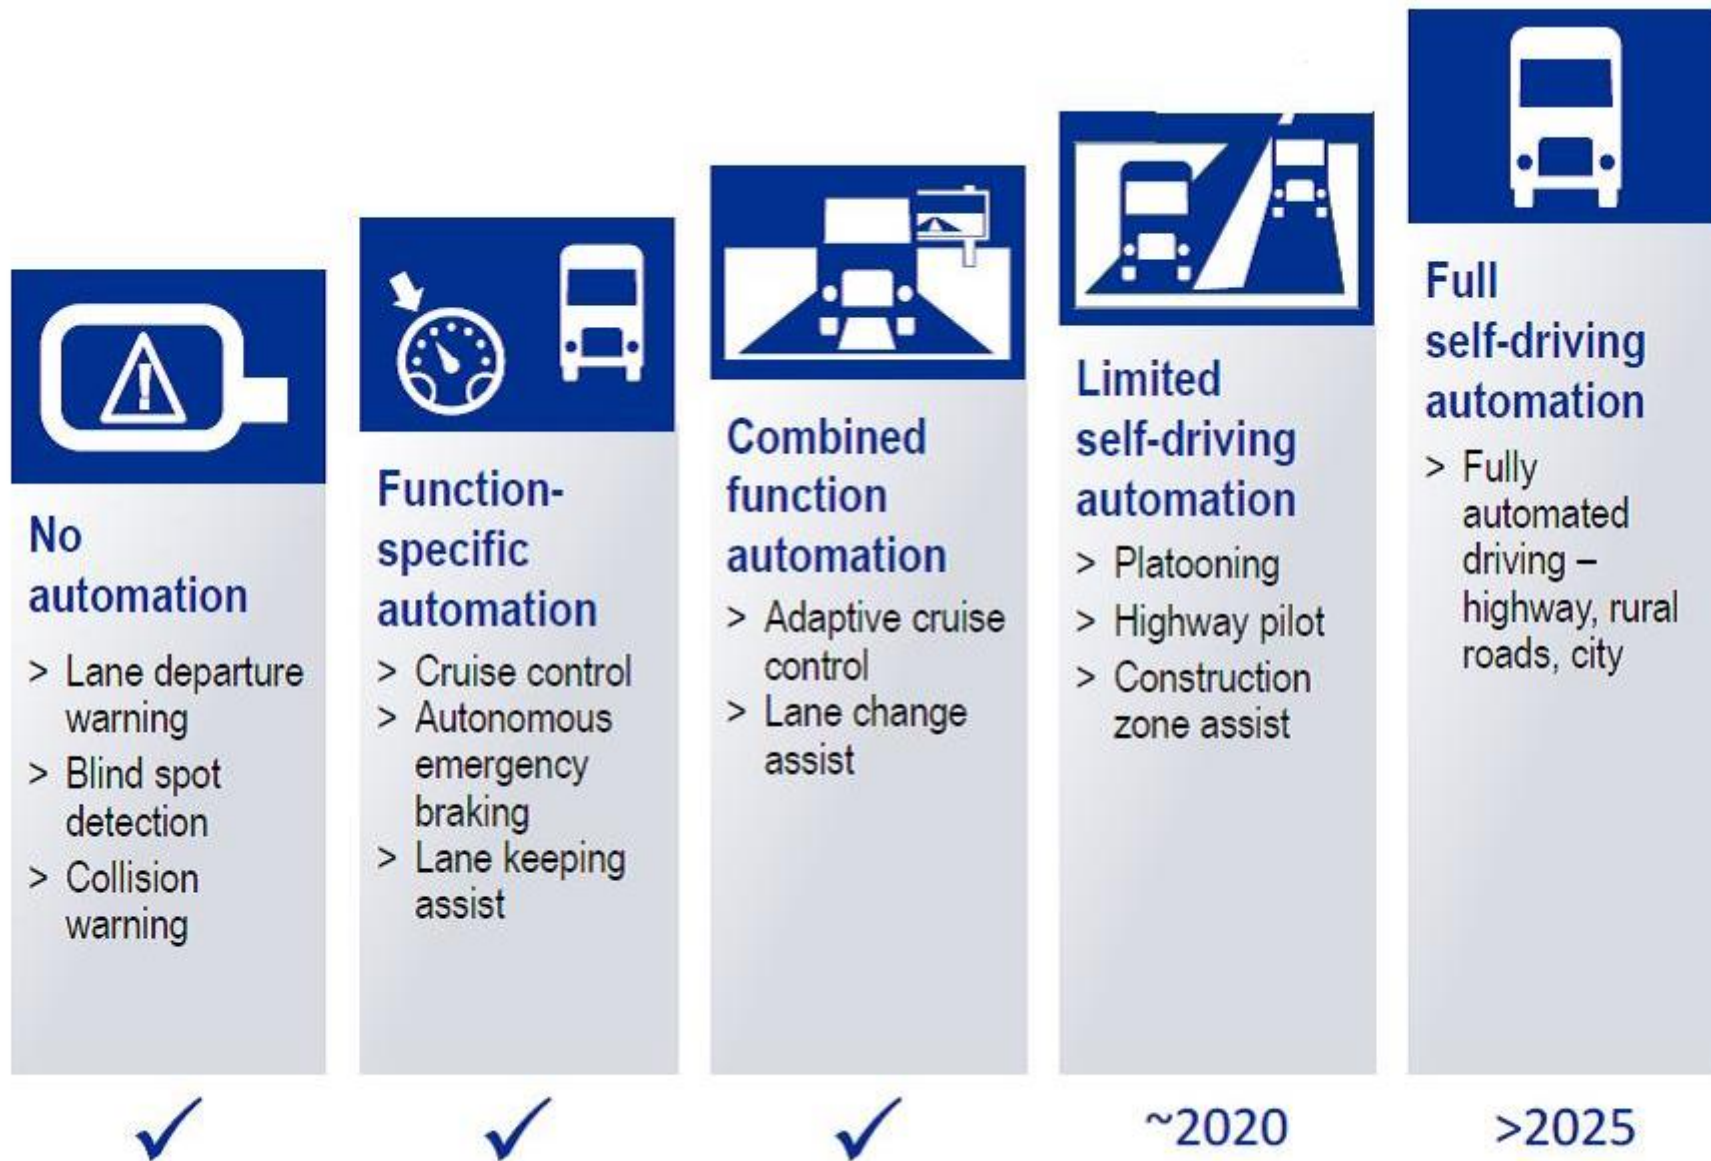 No
automation
> Lane departure
warning
> Blind spot
detection
> Collision
warning
✓
Function-
specific
automation
> Cruise control
> Autonomous
emergency
braking
> Lane keeping
assist
✓
Combined
function
automation
> Adaptive cruise
control
> Lane change
assist
✓
Limited
self-driving
automation
> Platooning
> Highway pilot
> Construction
zone assist
~2020
Full
self-driving
automation
> Fully
automated
driving –
highway, rural
roads, city
>2025